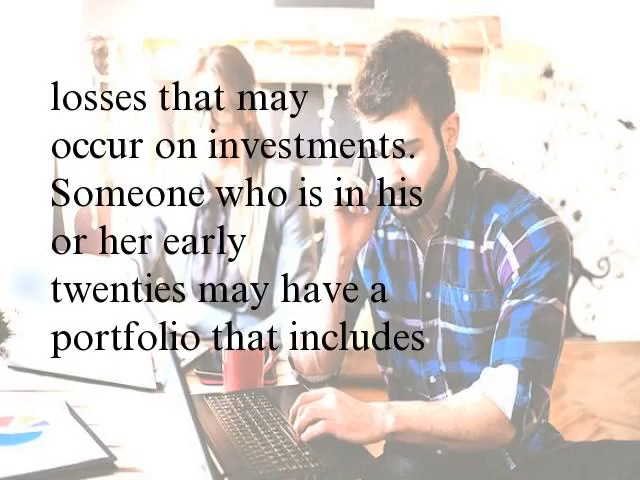 losses that may
occur on investments.
Someone who is in his
or her early
twenties may have a
portfolio that includes